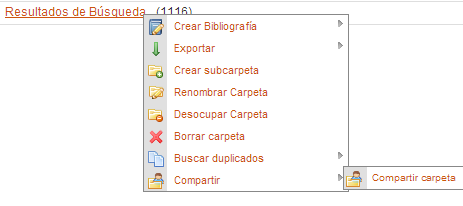 Resultados de Búsqueda (1116)
Crear Bibliografía
Exportar
Crear subcarpeta
Renombrar Carpeta
Desocupar Carpeta
Borrar carpeta
Buscar duplicados
Compartir
Compartir carpeta